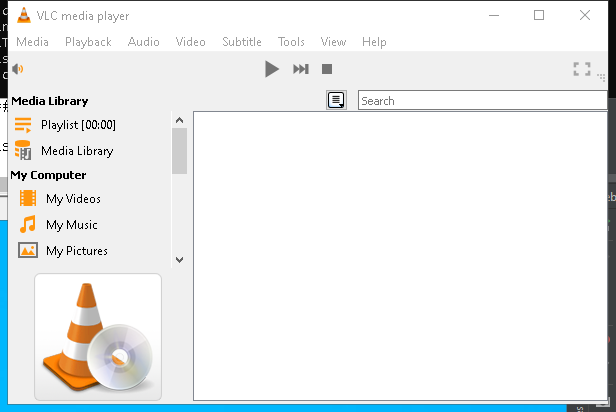 VLC media player
Media Playback Audio Video Subtitle Tools View Help
Media Library
Search
Playlist [00:00]
Media Library
My Computer
My Videos
My Music
My Pictures